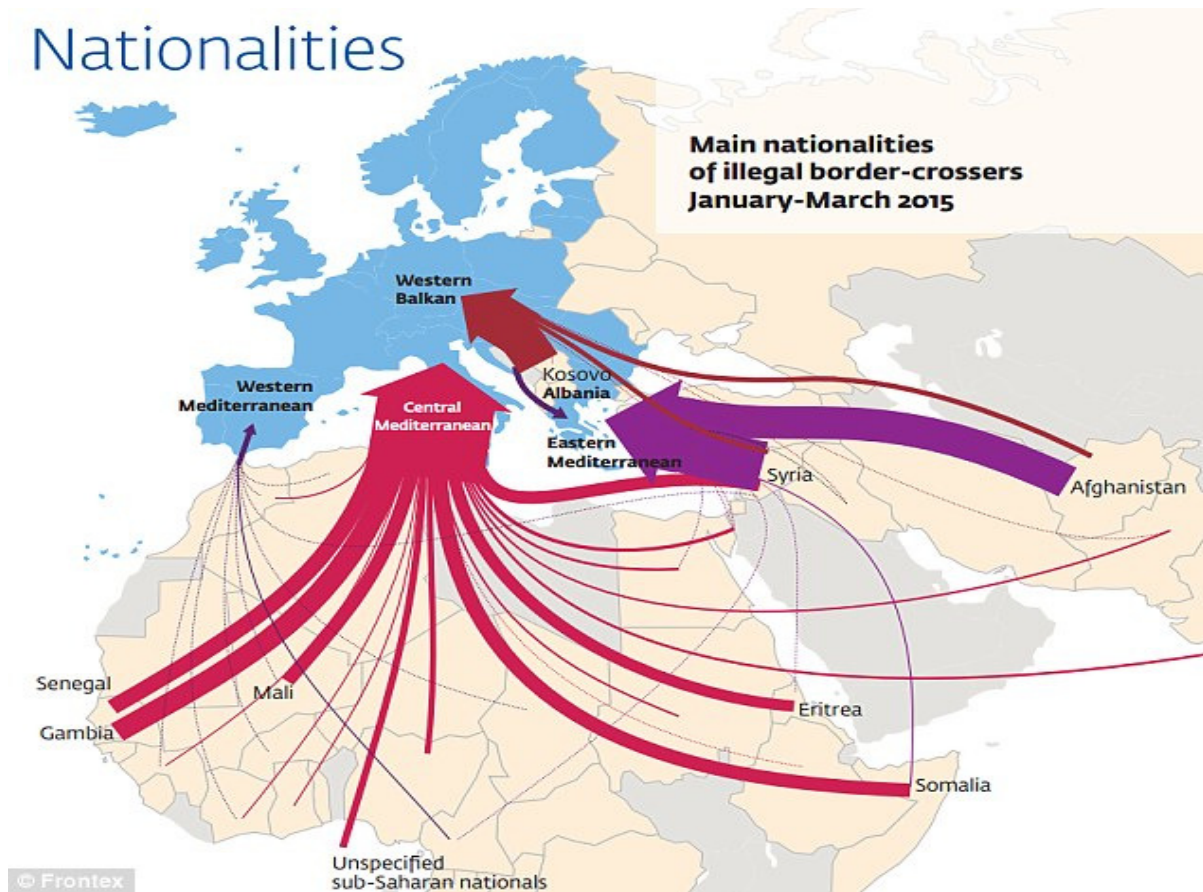 Nationalities
Main nationalities
of illegal border-crossers
January-March 2015
Western
Balkan
Western
Mediterranean
Kosovo
Albania
Central
Mediterranean
Eastern
Mediterranean
Syria
Afghanistan
Senegal
Mali
Gambia
Eritrea
Somalia
Unspecified
sub-Saharan nationals
© Frontex